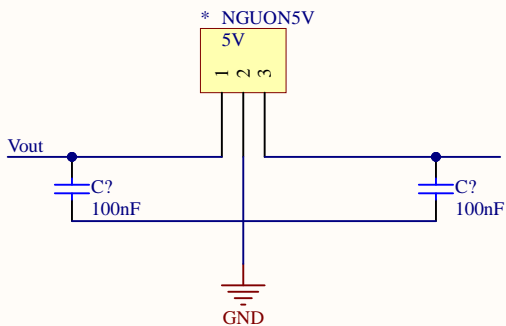 * NGUON5V
5V
1 2 3
Vout
C?
100nF
C?
100nF
GND